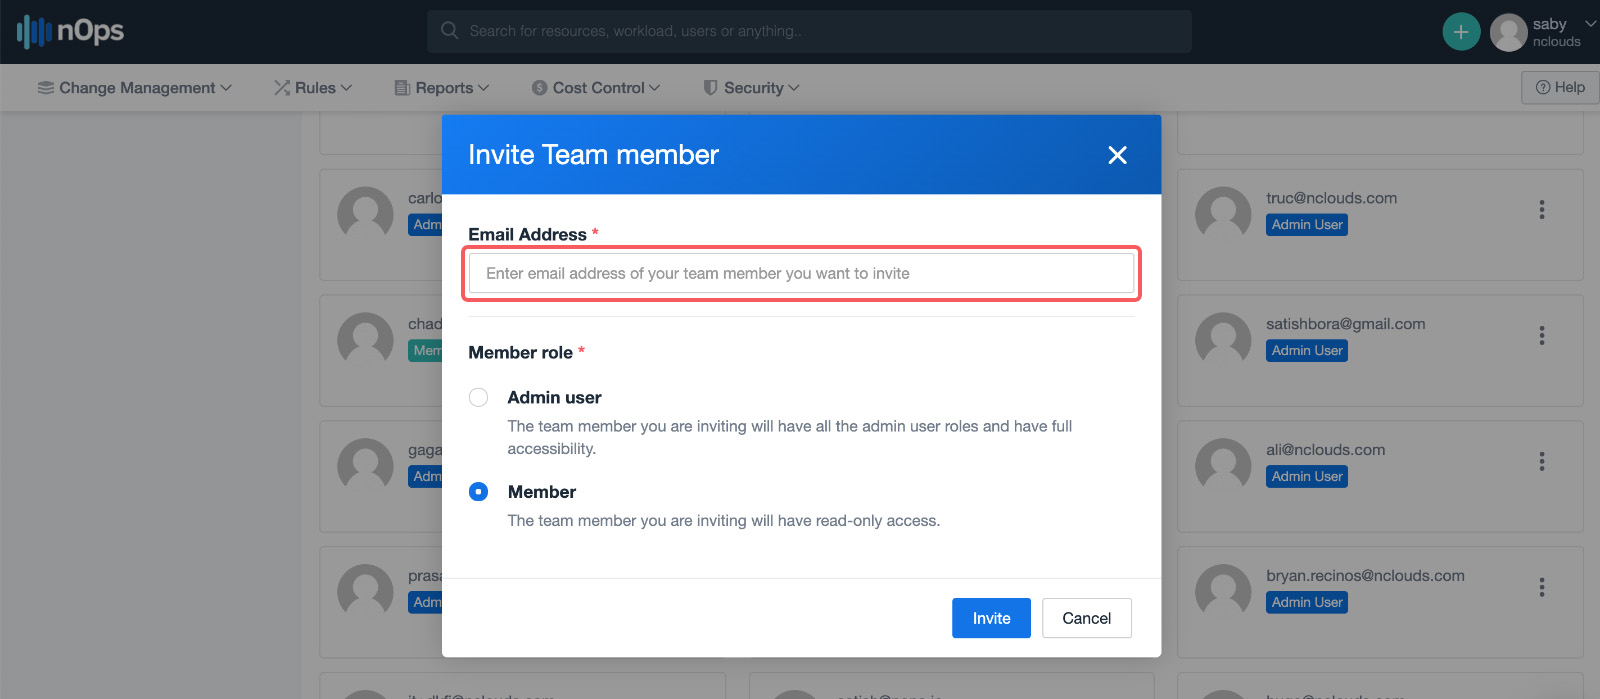 nOps
Search for resources, workload, users or anything..
saby
nclouds
Change Management
Rules
Reports
Cost Control
Security
Help
Invite Team member
Email Address *
Enter email address of your team member you want to invite
Member role *
Admin user
The team member you are inviting will have all the admin user roles and have full
accessibility.
Member
The team member you are inviting will have read-only access.
Invite
Cancel
carlo
Adm
truc@nclouds.com
Admin User
chad
Mem
satishbora@gmail.com
Admin User
gaga
Adm
ali@nclouds.com
Admin User
prasa
Adm
bryan.recinos@nclouds.com
Admin User